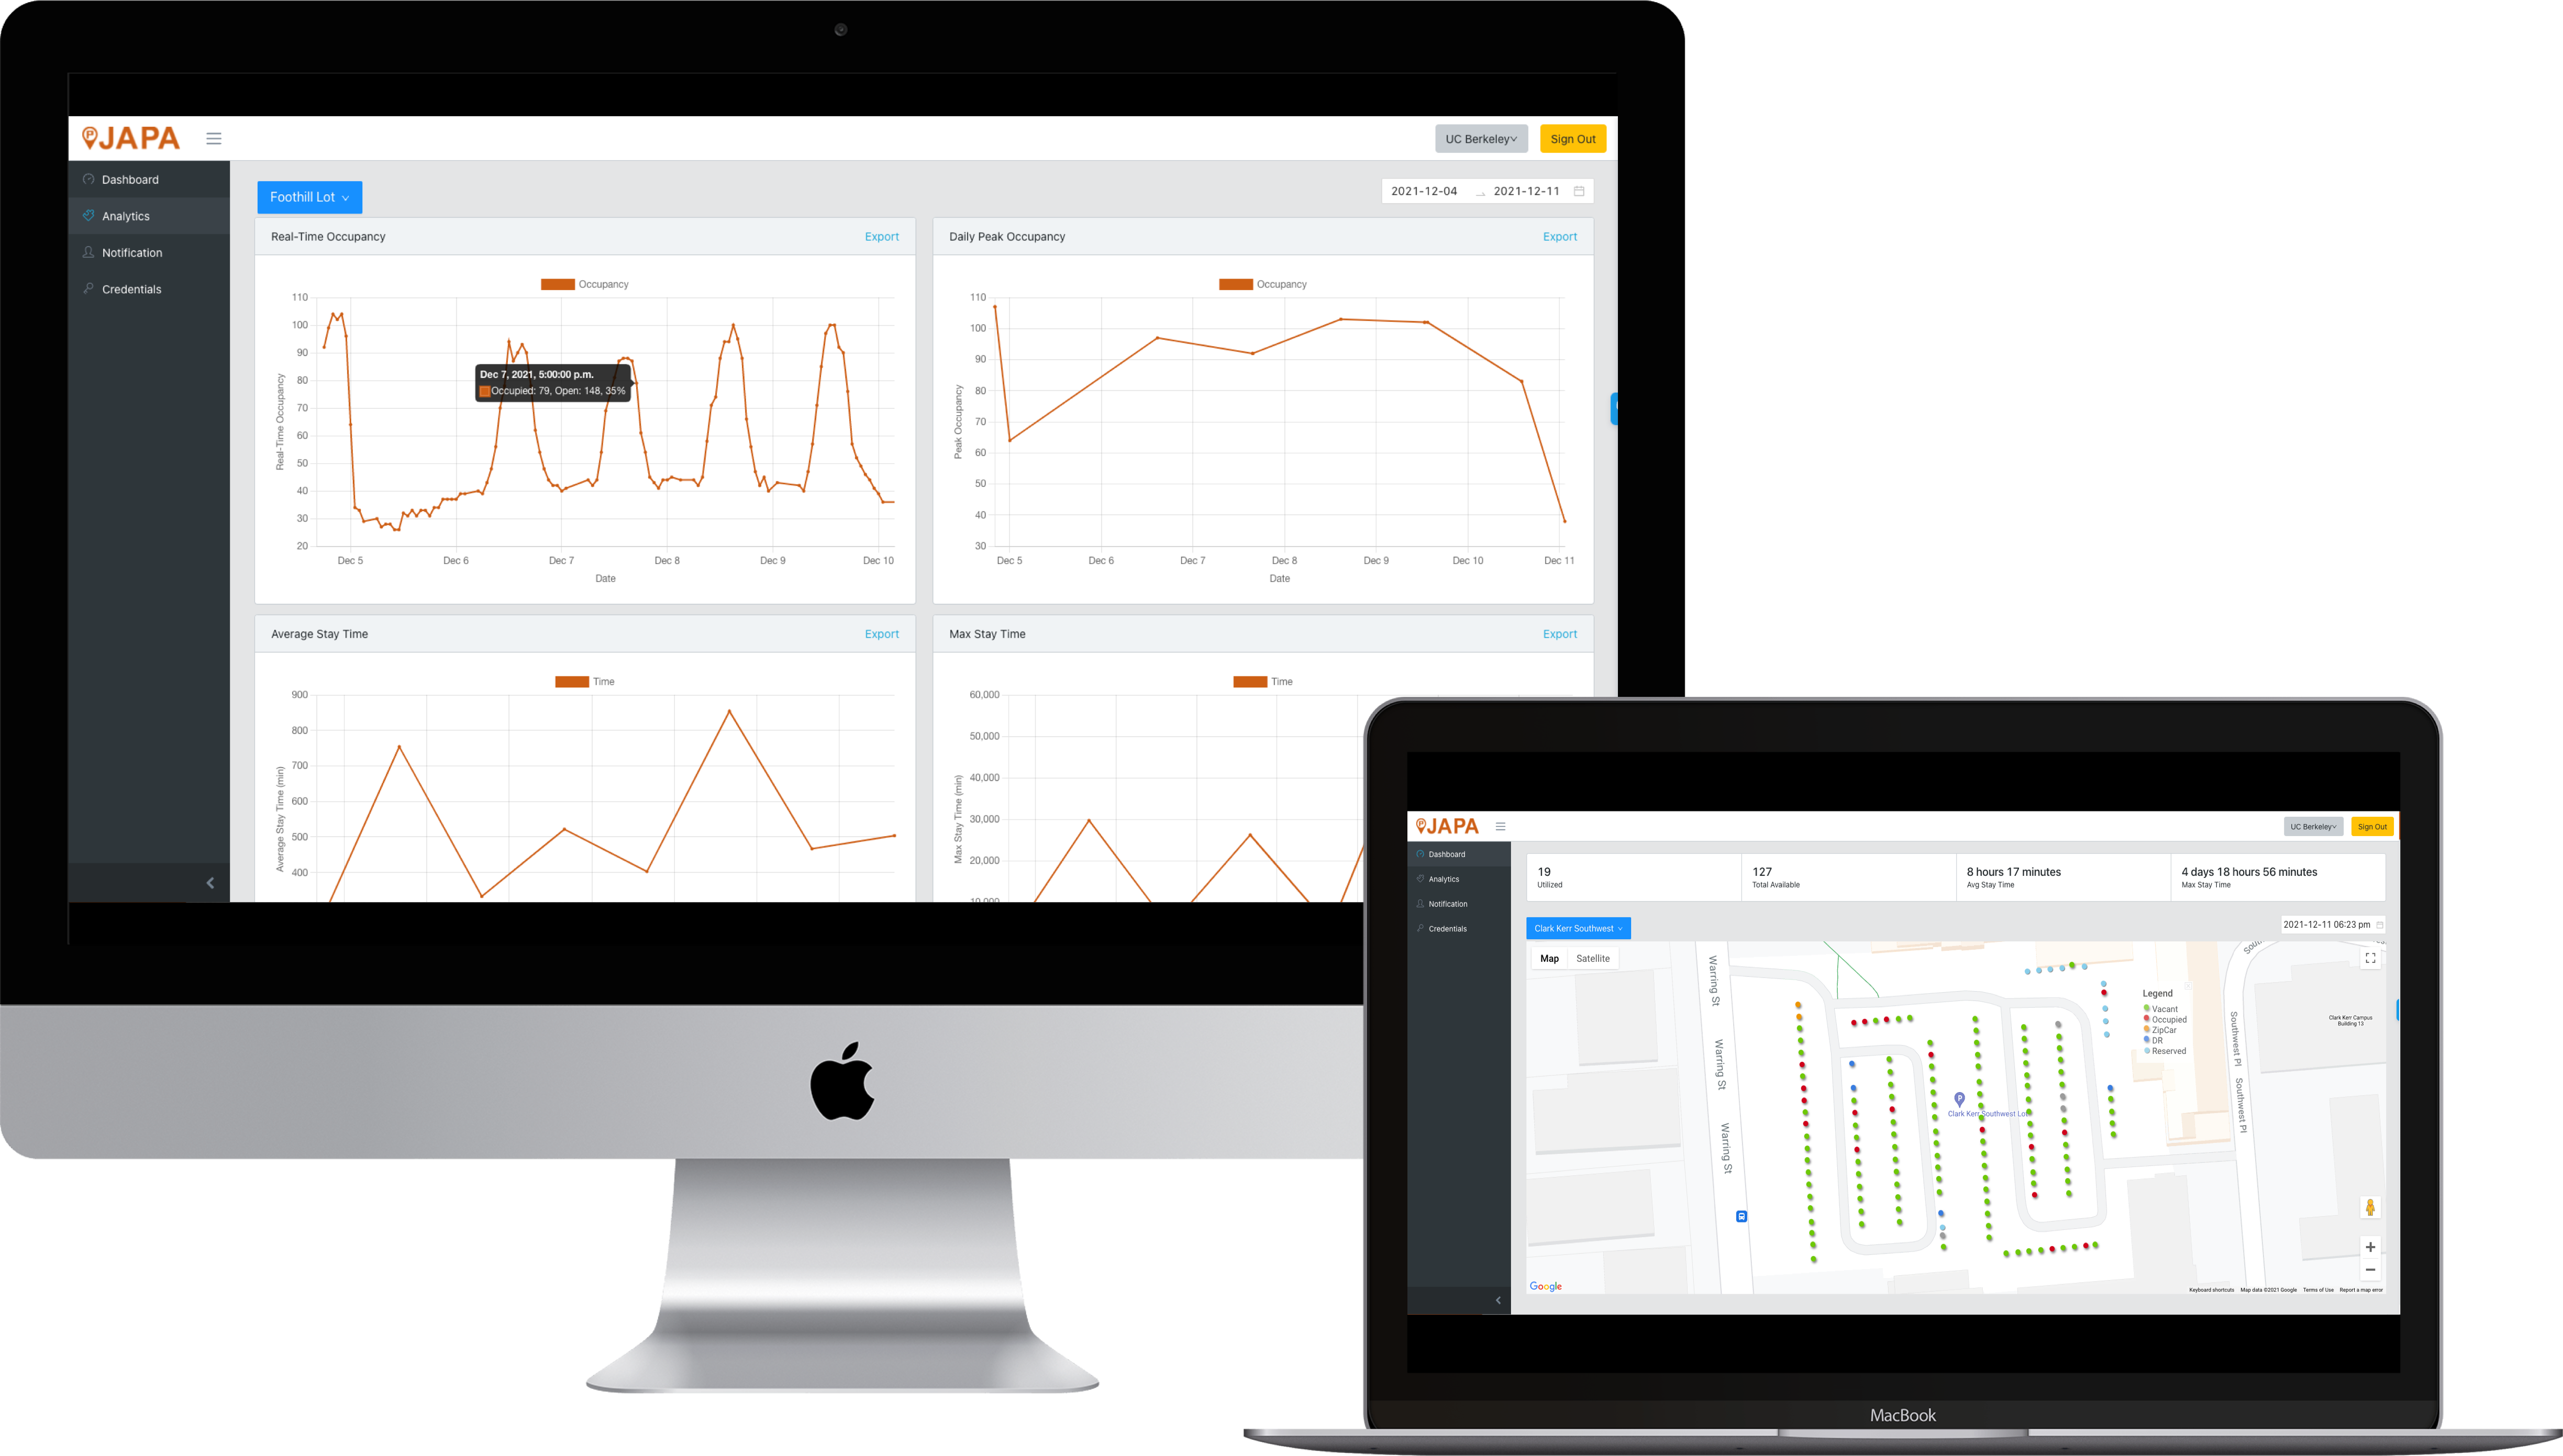 JAPA
UC Berkeley
Sign Out
Dashboard
Analytics
Notification
Credentials
Foothill Lot
2021-12-04 → 2021-12-11
Real-Time Occupancy
Export
Occupancy
110
100
90
80
70
60
50
40
30
20
Real-Time Occupancy
Dec 7, 2021, 5:00:00 p.m.
Occupied: 79, Open: 148, 35%
Dec 5 Dec 6 Dec 7 Dec 8 Dec 9 Dec 10
Date
Daily Peak Occupancy
Export
Occupancy
110
100
90
80
70
60
50
40
30
Peak Occupancy
Dec 5 Dec 6 Dec 7 Dec 8 Dec 9 Dec 10 Dec 11
Date
Average Stay Time
Export
Time
900
800
700
600
500
400
Average Stay Time (min)
Max Stay Time
Export
Time
60,000
50,000
40,000
30,000
20,000
10,000
Max Stay Time (min)
JAPA
UC Berkeley
Sign Out
Dashboard
Analytics
Notification
Credentials
19
Utilized
127
Total Available
8 hours 17 minutes
Avg Stay Time
4 days 18 hours 56 minutes
Max Stay Time
Clark Kerr Southwest
2021-12-11 06:23 pm
Map
Satellite
Warring St
Warring St
Warring St
Legend
Vacant
Occupied
ZipCar
DR
Reserved
Southwest Pl
Southwest Pl
Clark Kerr Campus
Building 13
P
Clark Kerr Southwest Lot
Google
Keyboard shortcuts
Map data ©2021 Google
Terms of Use
Report a map error
MacBook